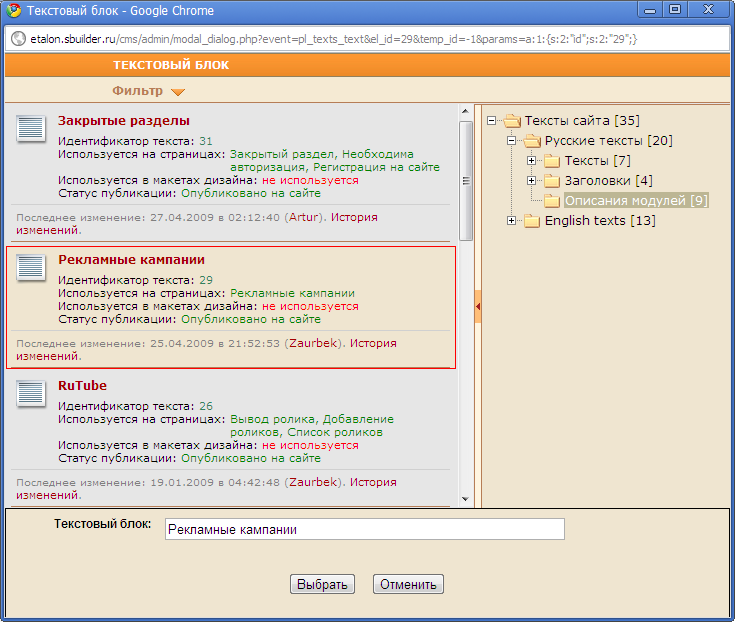 Текстовый блок - Google Chrome
etalon.sbuilder.ru/cms/admin/modal_dialog.php?event=pl_texts_text&el_id=29&temp_id=-1&params=a:1:{s:2:"id";s:2:"29";}
ТЕКСТОВЫЙ БЛОК
Фильтр
Закрытые разделы
Идентификатор текста: 31
Используется на страницах: Закрытый раздел, Необходима
авторизация, Регистрация на сайте
Используется в макетах дизайна: не используется
Статус публикации: Опубликовано на сайте
Последнее изменение: 27.04.2009 в 02:12:40 (Artur). История
изменений.
Рекламные кампании
Идентификатор текста: 29
Используется на страницах: Рекламные кампании
Используется в макетах дизайна: не используется
Статус публикации: Опубликовано на сайте
Последнее изменение: 25.04.2009 в 21:52:53 (Zaurbek). История
изменений.
RuTube
Идентификатор текста: 26
Используется на страницах: Вывод ролика, Добавление
роликов, Список роликов
Используется в макетах дизайна: не используется
Статус публикации: Опубликовано на сайте
Последнее изменение: 19.01.2009 в 04:42:48 (Zaurbek). История
изменений.
Тексты сайта [35]
Русские тексты [20]
Тексты [7]
Заголовки [4]
Описания модулей [9]
English texts [13]
Текстовый блок: Рекламные кампании
Выбрать Отменить